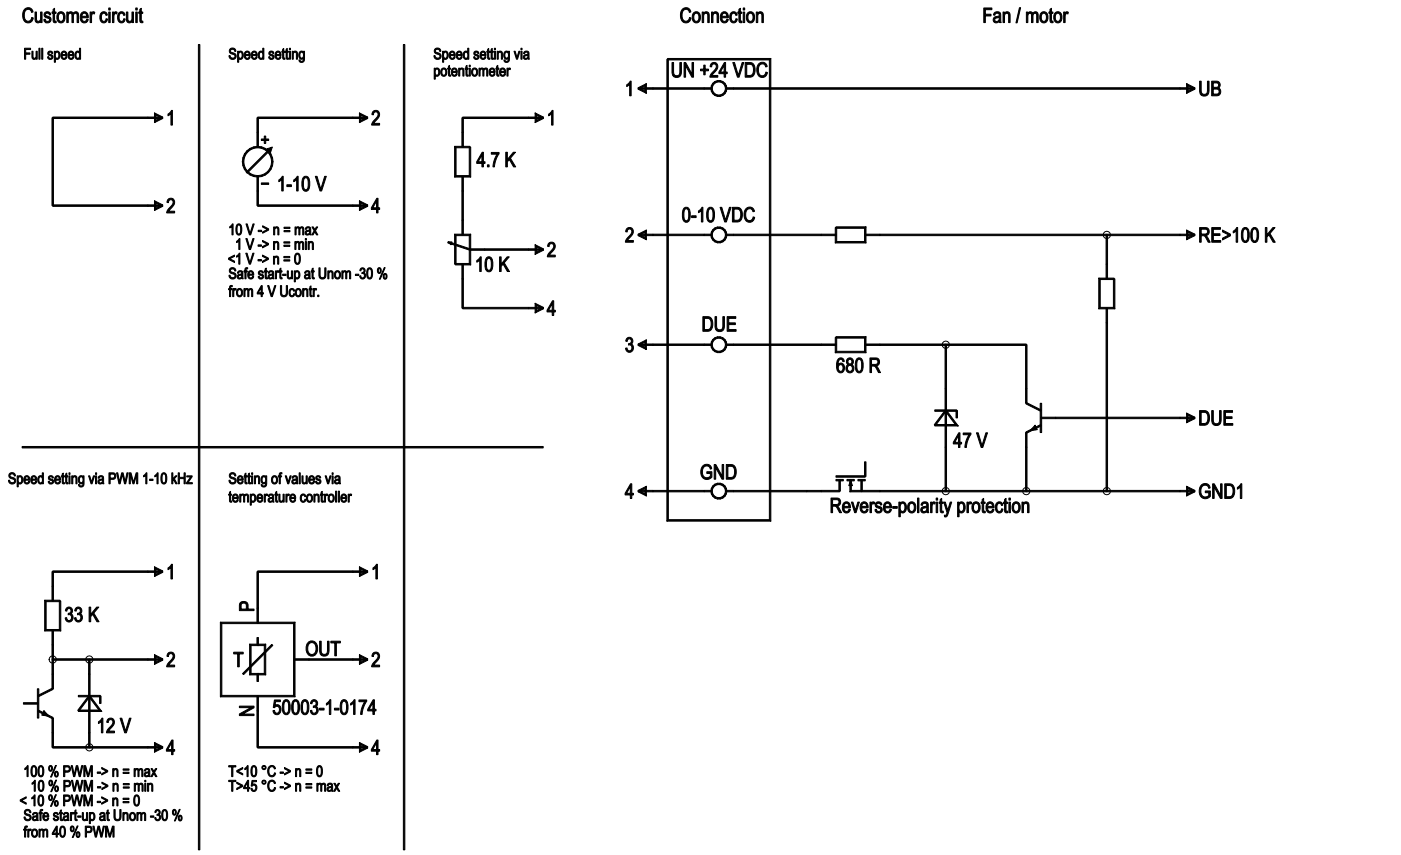 Customer circuit
Full speed
1
2
Speed setting
2
+
−
1-10 V
4
10 V -> n = max
1 V -> n = min
<1 V -> n = 0
Safe start-up at Unom -30 %
from 4 V Ucontr.
Speed setting via
potentiometer
1
4.7 K
2
10 K
4
Speed setting via PWM 1-10 kHz
1
33 K
2
12 V
4
100 % PWM -> n = max
10 % PWM -> n = min
< 10 % PWM -> n = 0
Safe start-up at Unom -30 %
from 40 % PWM
Setting of values via
temperature controller
1
P
T
OUT
2
N
50003-1-0174
4
T<10 °C -> n = 0
T>45 °C -> n = max
Connection
Fan / motor
UN +24 VDC
1
UB
0-10 VDC
2
RE>100 K
DUE
3
680 R
DUE
47 V
GND
4
GND1
Reverse-polarity protection